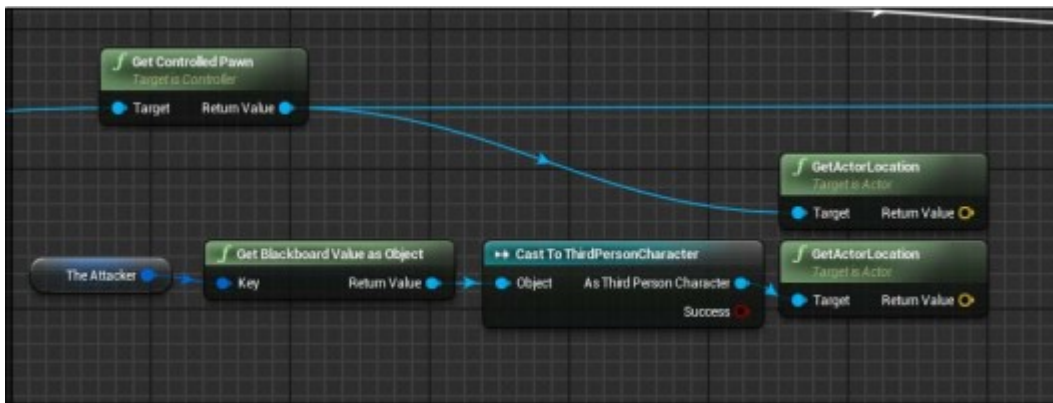 Get Controlled Pawn
Target is Controller
Target Return Value
GetActorLocation
Target is Actor
Target Return Value
The Attacker
Get Blackboard Value as Object
Key Return Value
Cast To ThirdPersonCharacter
Object As Third Person Character
Success
GetActorLocation
Target is Actor
Target Return Value